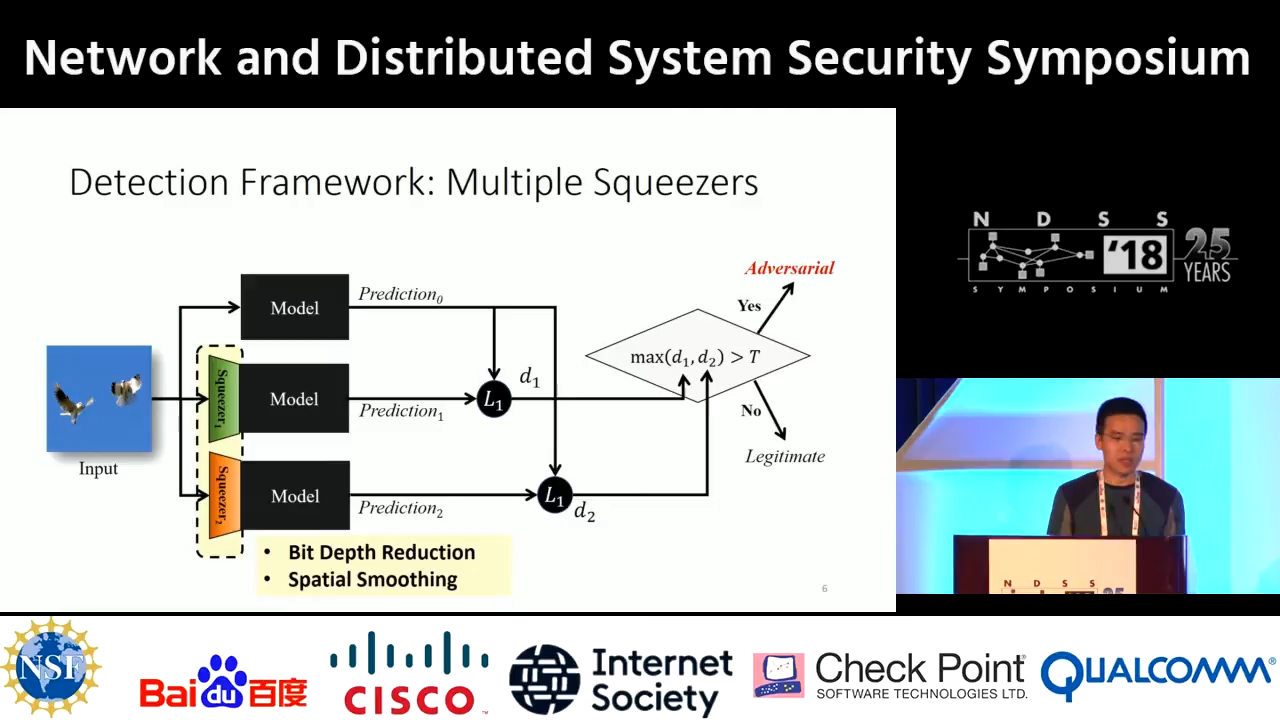 Network and Distributed System Security Symposium
Detection Framework: Multiple Squeezers
N D S S
'18
25
YEARS
SYMPOSIUM
Adversarial
Yes
Model
Prediction0
max(d1, d2) > T
Squeezer1
Model
Prediction1
L1
d1
No
Legitimate
Input
Squeezer2
Model
Prediction2
L1
d2
• Bit Depth Reduction
• Spatial Smoothing
6
N D S S
25
NSF
Bai du 百度
CISCO
Internet
Society
Check Point
SOFTWARE TECHNOLOGIES LTD.
QUALCOMM®